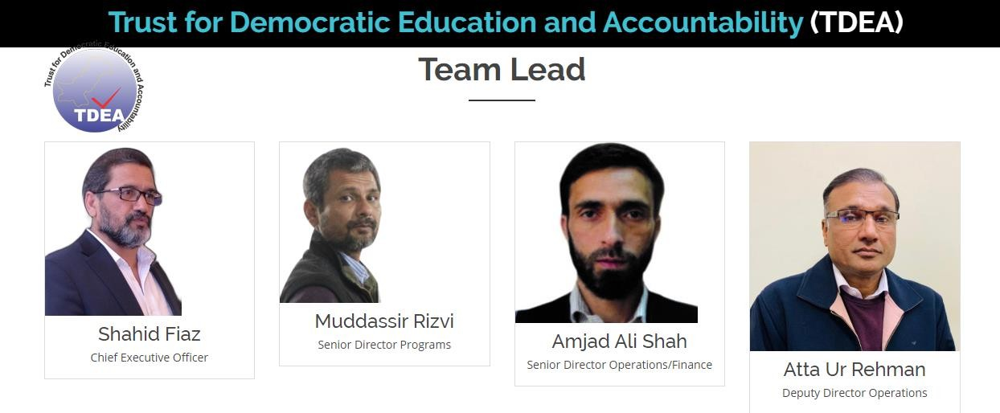 Trust for Democratic Education and Accountability (TDEA)
Trust for Democratic Education and Accountability
TDEA
Team Lead
Shahid Fiaz
Chief Executive Officer
Muddassir Rizvi
Senior Director Programs
Amjad Ali Shah
Senior Director Operations/Finance
Atta Ur Rehman
Deputy Director Operations